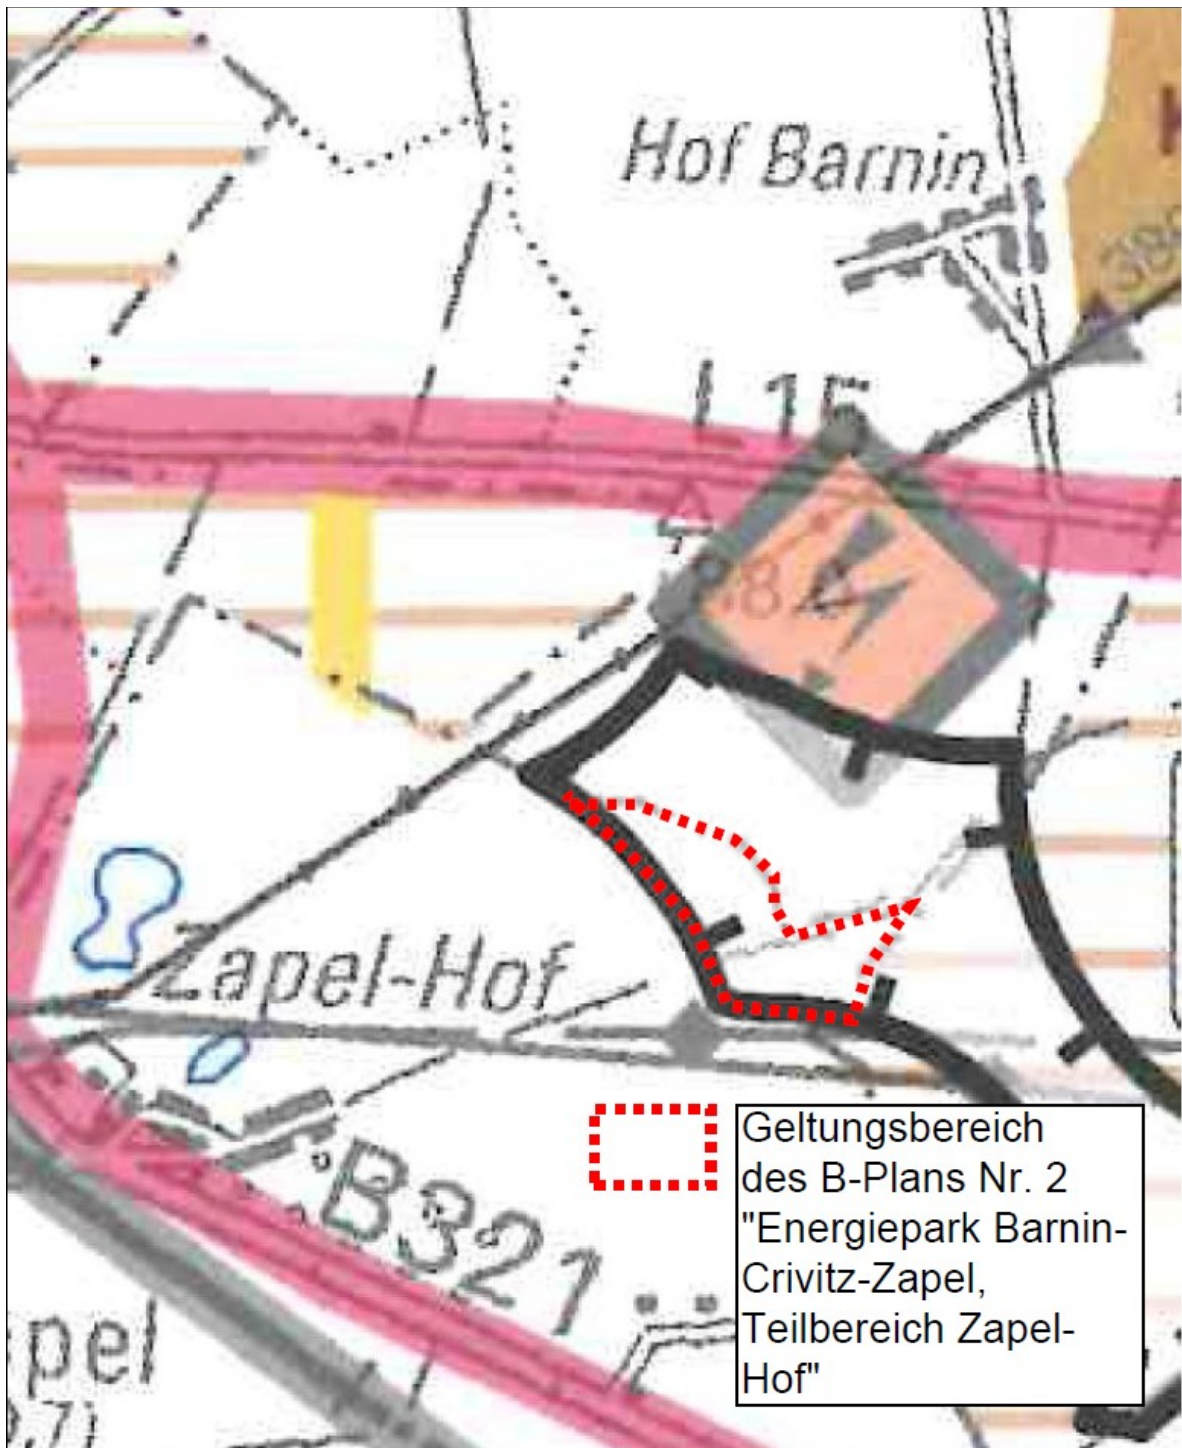 Hof Barnin
L 15
Zapel-Hof
B321
Geltungsbereich
des B-Plans Nr. 2
"Energiepark Barnin-
Crivitz-Zapel,
Teilbereich Zapel-
Hof"
pel